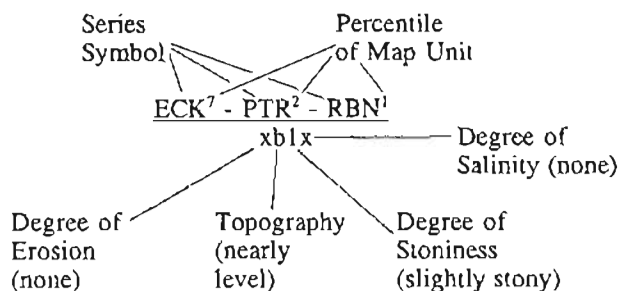 Series
Symbol
Percentile
of Map Unit
ECK⁷ - PTR² - RBN¹
xb1x
Degree of
Salinity (none)
Degree of
Erosion
(none)
Topography
(nearly
level)
Degree of
Stoniness
(slightly stony)